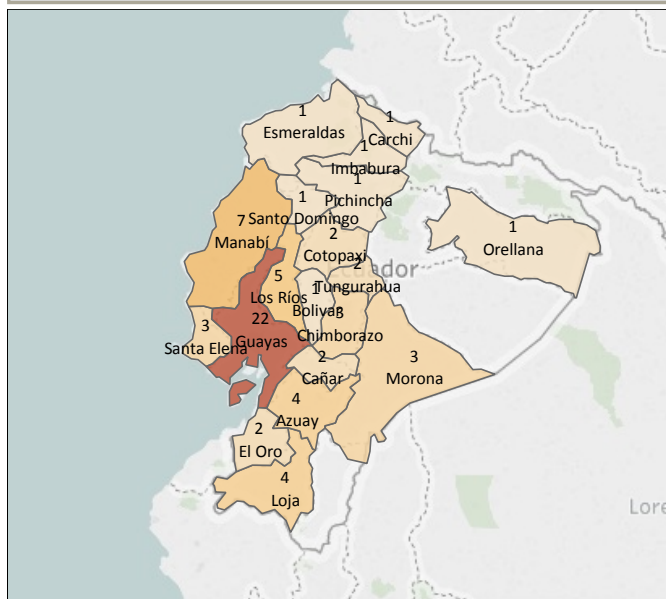 1
Esmeraldas
1
Carchi
1
Imbabura
1
Pichincha
1
Santo Domingo
7
Manabí
2
Cotopaxi
1
Orellana
Ecuador
2
Tungurahua
5
Los Ríos
1
Bolivar
3
Chimborazo
22
Guayas
3
Santa Elena
2
Cañar
3
Morona
4
Azuay
2
El Oro
4
Loja
Lore